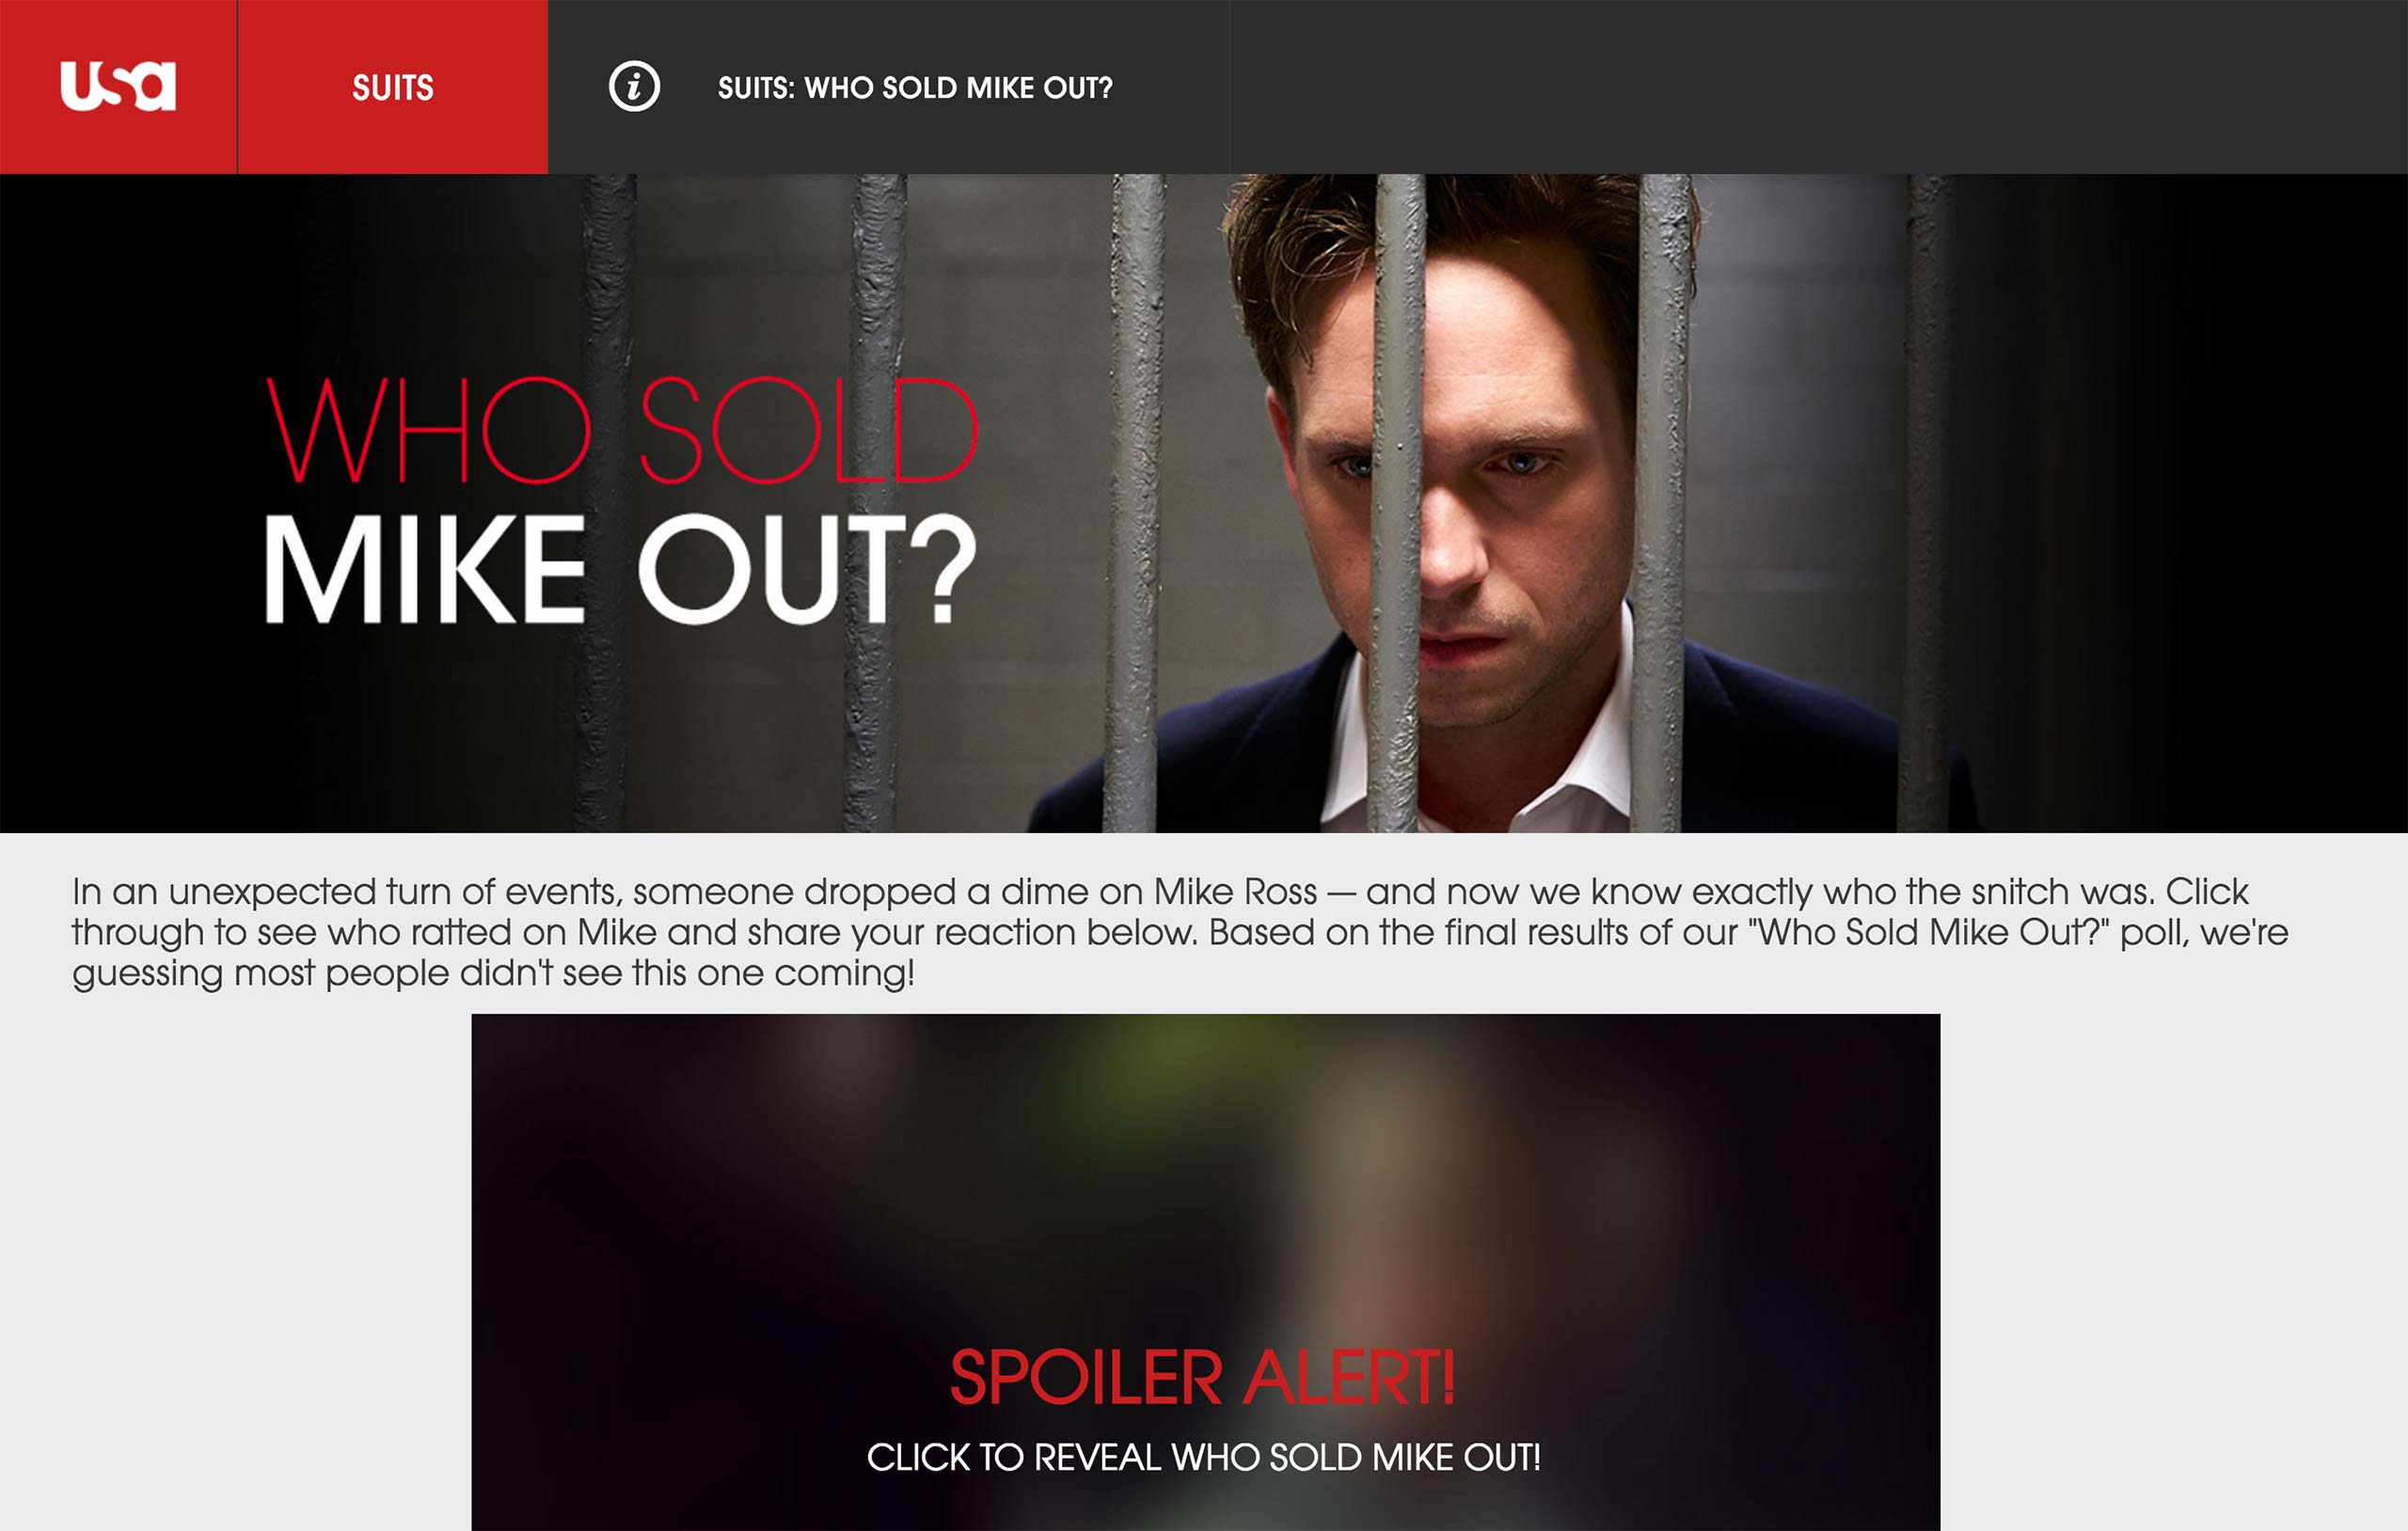 usa
SUITS
SUITS: WHO SOLD MIKE OUT?
WHO SOLD
MIKE OUT?
In an unexpected turn of events, someone dropped a dime on Mike Ross — and now we know exactly who the snitch was. Click
through to see who ratted on Mike and share your reaction below. Based on the final results of our "Who Sold Mike Out?" poll, we're
guessing most people didn't see this one coming!
SPOILER ALERT!
CLICK TO REVEAL WHO SOLD MIKE OUT!